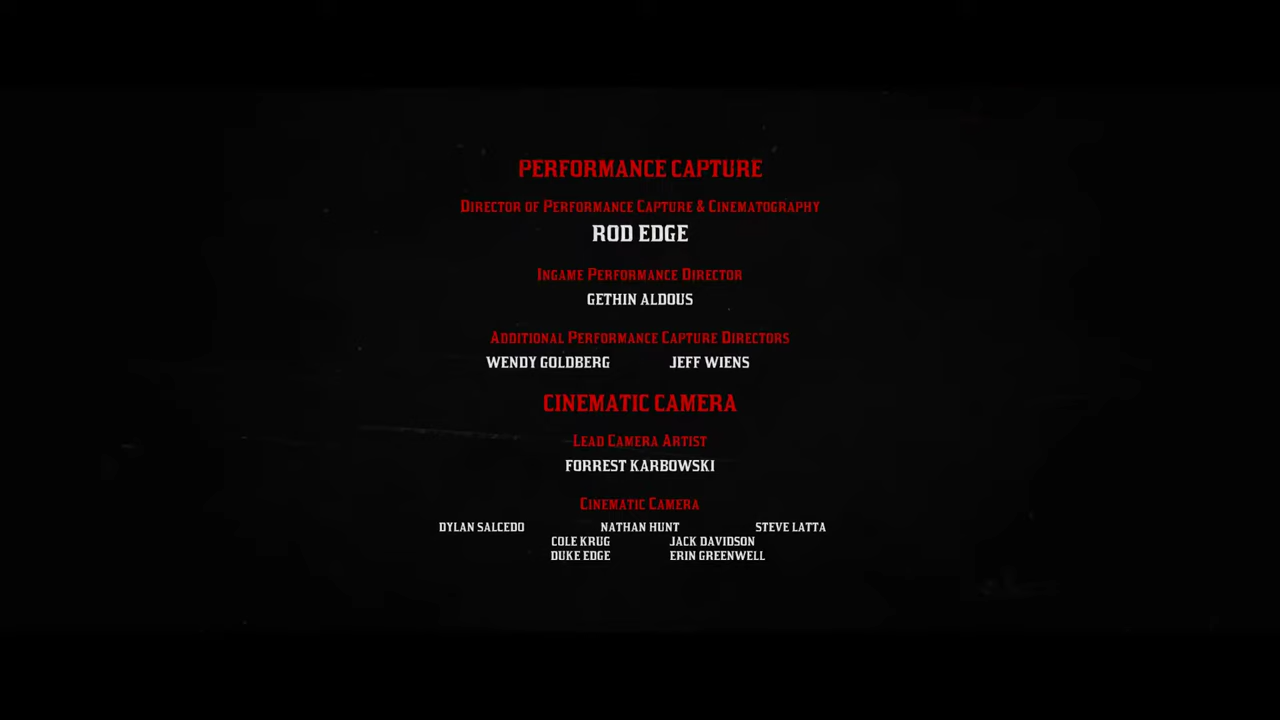 PERFORMANCE CAPTURE
DIRECTOR OF PERFORMANCE CAPTURE & CINEMATOGRAPHY
ROD EDGE
INGAME PERFORMANCE DIRECTOR
GETHIN ALDOUS
ADDITIONAL PERFORMANCE CAPTURE DIRECTORS
WENDY GOLDBERG JEFF WIENS
CINEMATIC CAMERA
LEAD CAMERA ARTIST
FORREST KARBOWSKI
CINEMATIC CAMERA
DYLAN SALCEDO NATHAN HUNT STEVE LATTA
COLE KRUG JACK DAVIDSON
DUKE EDGE ERIN GREENWELL